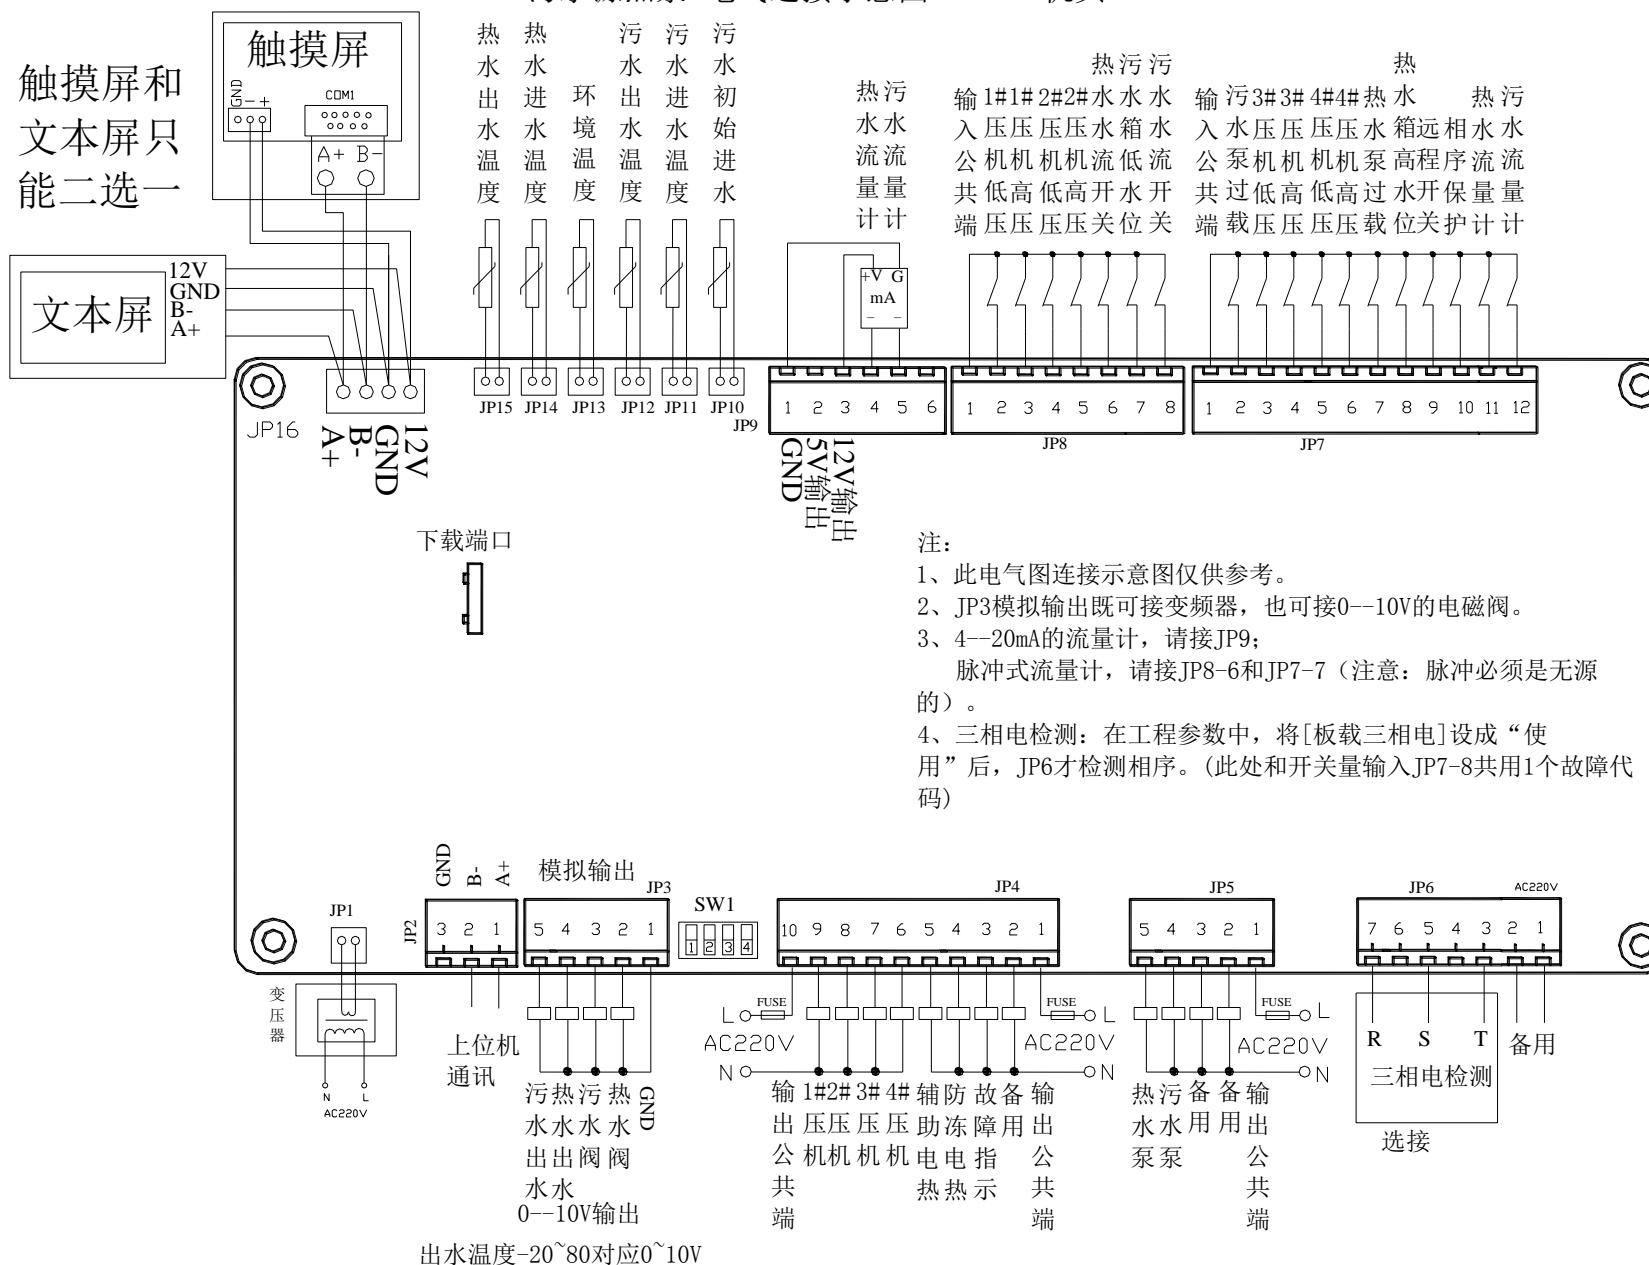 触摸屏和
文本屏只
能二选一
触摸屏
GND
-
+
COM1
A+ B-
文本屏
12V
GND
B-
A+
热水出水温度
热水进水温度
环境温度
污水出水温度
污水进水温度
污水初始进水
热水流量计
污水流量计
+V G
mA
- -
输入公共端
1#压机低压
1#压机高压
2#压机低压
2#压机高压
热水水流开关
污水箱低水位
污水水流开关
输入公共端
污水泵过载
3#压机低压
3#压机高压
4#压机低压
4#压机高压
热水泵过载
热水箱高水位
远程开关
相序保护
热水流量计
污水流量计
JP16
A+
B-
GND
12V
JP15 JP14 JP13 JP12 JP11 JP10
JP9
1 2 3 4 5 6
GND
5V输出
12V输出
1 2 3 4 5 6 7 8
JP8
1 2 3 4 5 6 7 8 9 10 11 12
JP7
下载端口
注:
1、此电气图连接示意图仅供参考。
2、JP3模拟输出既可接变频器，也可接0--10V的电磁阀。
3、4--20mA的流量计，请接JP9；
脉冲式流量计，请接JP8-6和JP7-7（注意：脉冲必须是无源
的）。
4、三相电检测：在工程参数中，将[板载三相电]设成“使
用”后，JP6才检测相序。(此处和开关量输入JP7-8共用1个故障代
码)
JP1
变压器
N L
AC220V
JP2
GND
B-
A+
3 2 1
上位机
通讯
模拟输出
JP3
5 4 3 2 1
污水出水
热水出水
污水阀
热水阀
GND
0--10V输出
出水温度-20~80对应0~10V
SW1
1 2 3 4
JP4
10 9 8 7 6 5 4 3 2 1
FUSE
L
AC220V
N
FUSE
L
AC220V
N
输出公共端
1#压机
2#压机
3#压机
4#压机
辅助电热
防冻电热
故障指示
备用
输出公共端
JP5
5 4 3 2 1
FUSE
L
AC220V
N
热水泵
污水泵
备用
备用
输出公共端
JP6
AC220V
7 6 5 4 3 2 1
R S T
三相电检测
备用
选接